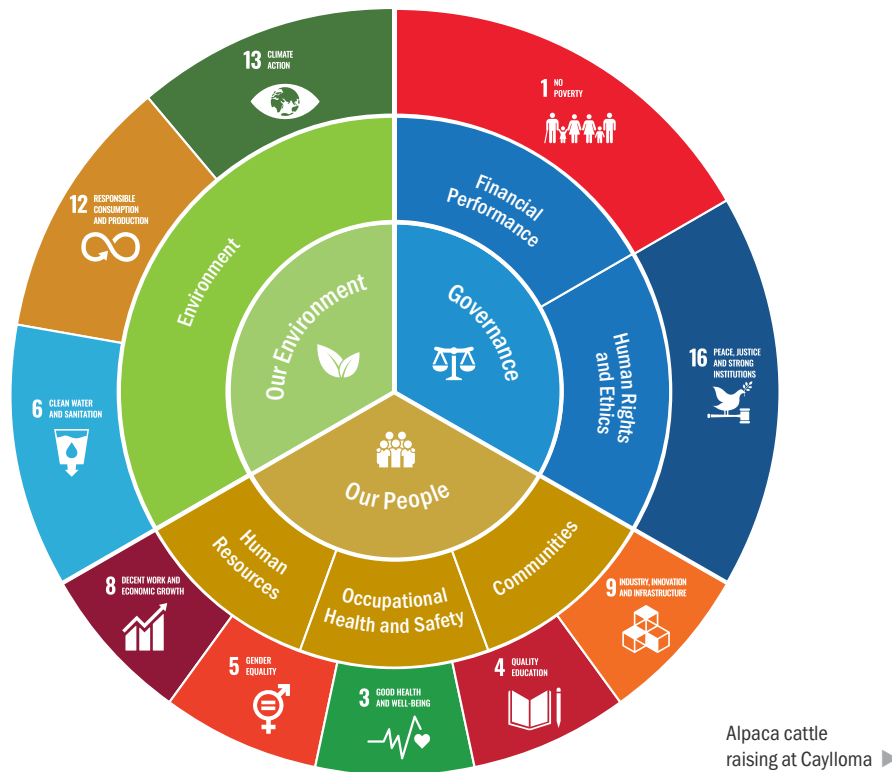 13 CLIMATE
ACTION
1 NO
POVERTY
12 RESPONSIBLE
CONSUMPTION
AND PRODUCTION
Financial
Performance
Environment
Our Environment
Governance
Human Rights
and Ethics
16 PEACE, JUSTICE
AND STRONG
INSTITUTIONS
6 CLEAN WATER
AND SANITATION
Our People
Human
Resources
Occupational
Health and Safety
Communities
8 DECENT WORK AND
ECONOMIC GROWTH
9 INDUSTRY, INNOVATION
AND INFRASTRUCTURE
5 GENDER
EQUALITY
3 GOOD HEALTH
AND WELL-BEING
4 QUALITY
EDUCATION
Alpaca cattle
raising at Caylloma